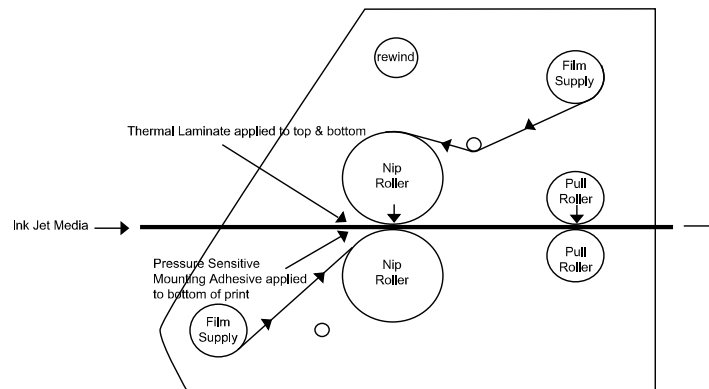 rewind
Film
Supply
Thermal Laminate applied to top & bottom
Nip
Roller
Pull
Roller
Ink Jet Media
Pressure Sensitive
Mounting Adhesive applied
to bottom of print
Nip
Roller
Pull
Roller
Film
Supply